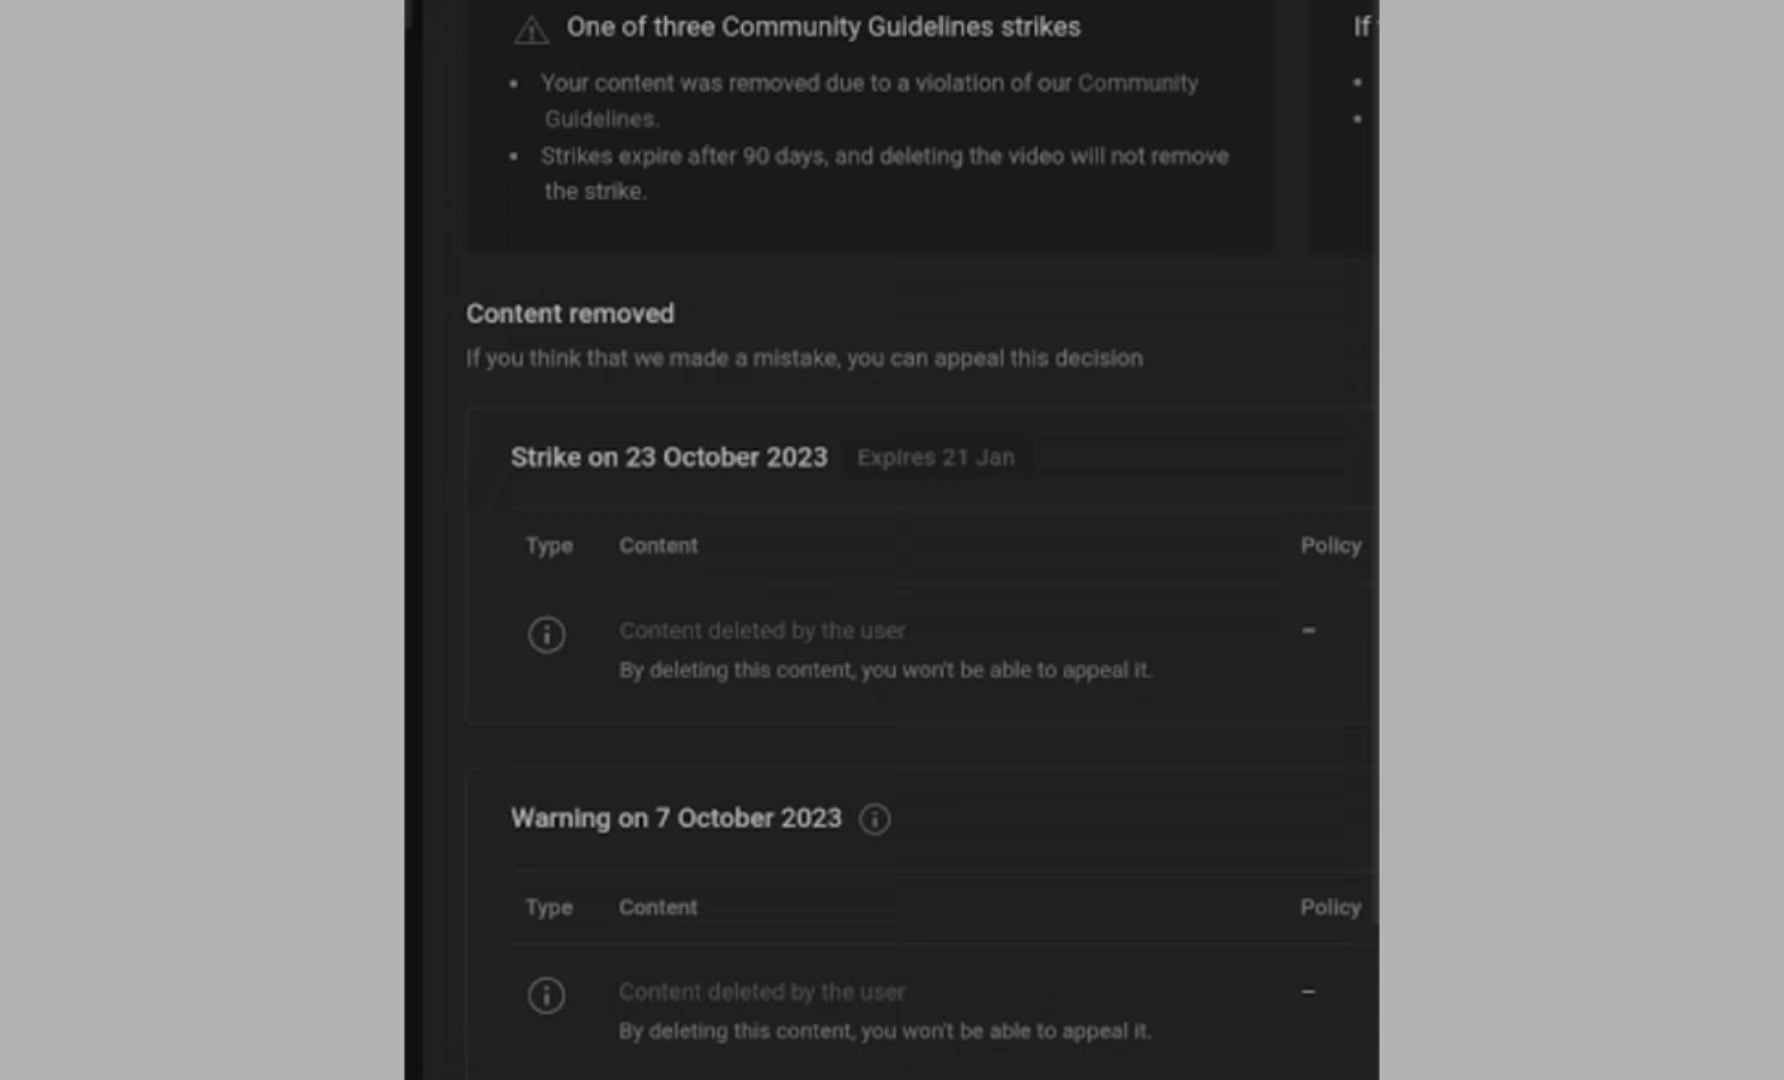 One of three Community Guidelines strikes
If
• Your content was removed due to a violation of our Community
Guidelines.
• Strikes expire after 90 days, and deleting the video will not remove
the strike.
Content removed
If you think that we made a mistake, you can appeal this decision
Strike on 23 October 2023 Expires 21 Jan
Type Content Policy
Content deleted by the user –
By deleting this content, you won't be able to appeal it.
Warning on 7 October 2023
Type Content Policy
Content deleted by the user –
By deleting this content, you won't be able to appeal it.